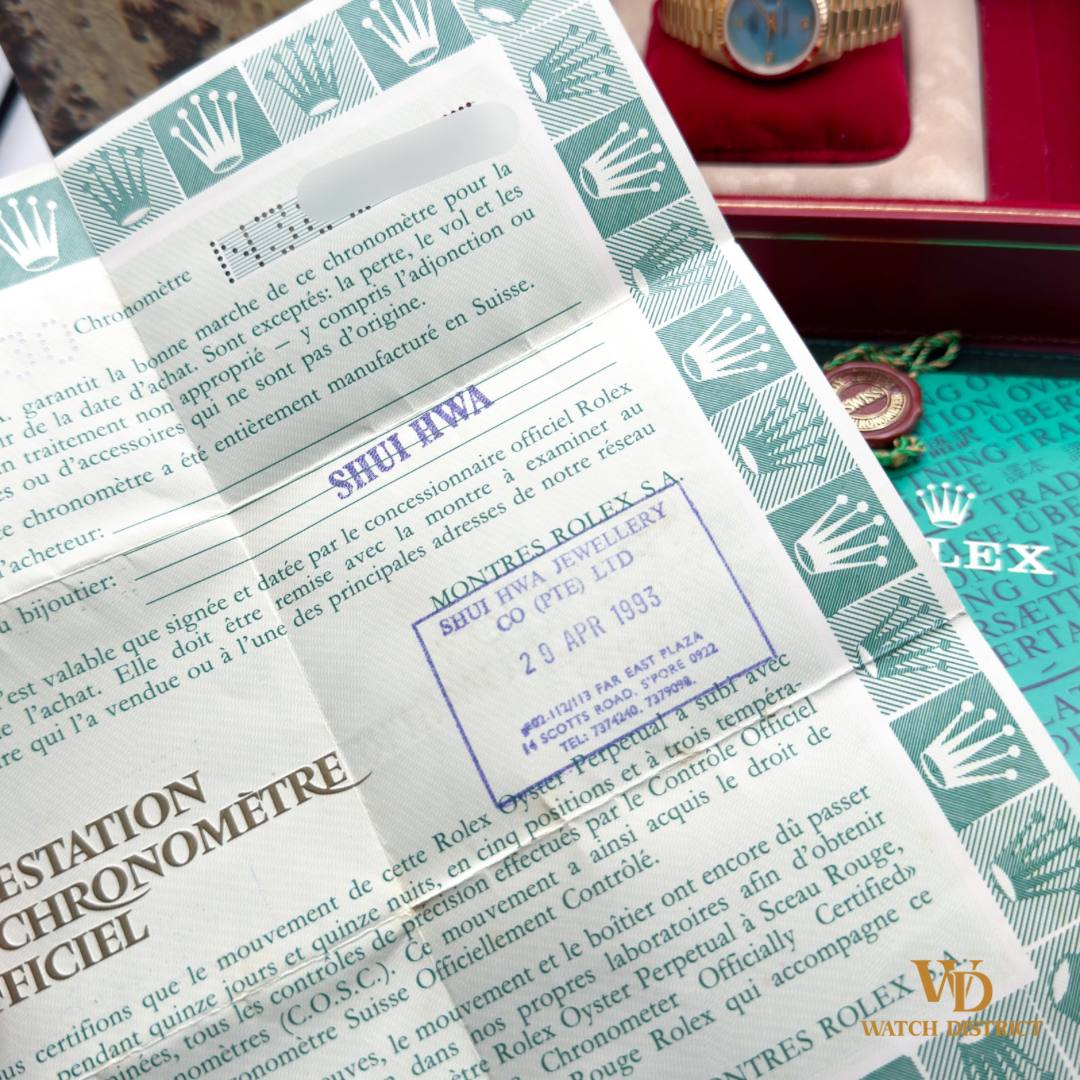 Chronomètre
. garantit la bonne marche de ce chronomètre pour la
ir de la date d'achat. Sont exceptés: la perte, le vol et les
n traitement non approprié – y compris l'adjonction ou
es ou d'accessoires qui ne sont pas d'origine.
e chronomètre a été entièrement manufacturé en Suisse.
l'acheteur:
SHUI HWA
u bijoutier:
'est valable que signée et datée par le concessionnaire officiel Rolex
e l'achat. Elle doit être remise avec la montre à examiner au
re qui l'a vendue ou à l'une des principales adresses de notre réseau
MONTRES ROLEX S.A.
SHUI HWA JEWELLERY
CO (PTE) LTD
29 APR 1993
#02-112/113 FAR EAST PLAZA
14 SCOTTS ROAD, S'PORE 0922
TEL: 7374240, 7379098.
ESTATION
CHRONOMÈTRE
FFICIEL
us certifions que le mouvement de cette Rolex Oyster Perpetual a subi avec
pendant quinze jours et quinze nuits, en cinq positions et à trois tempéra-
inées, tous les contrôles de précision effectués par le Contrôle Officiel
onomètres (C.O.S.C). Ce mouvement a ainsi acquis le droit de
onomètre Suisse Officiellement Contrôlé.
uves, le mouvement et le boîtier ont encore dû passer
dans nos propres laboratoires afin d'obtenir
ètre Rolex Oyster Perpetual à Sceau Rouge,
Chronometer Officially Certified»
Rouge Rolex qui accompagne ce
MONTRES ROLEX S.A.
SWISS
LEX
WD
WATCH DISTRICT